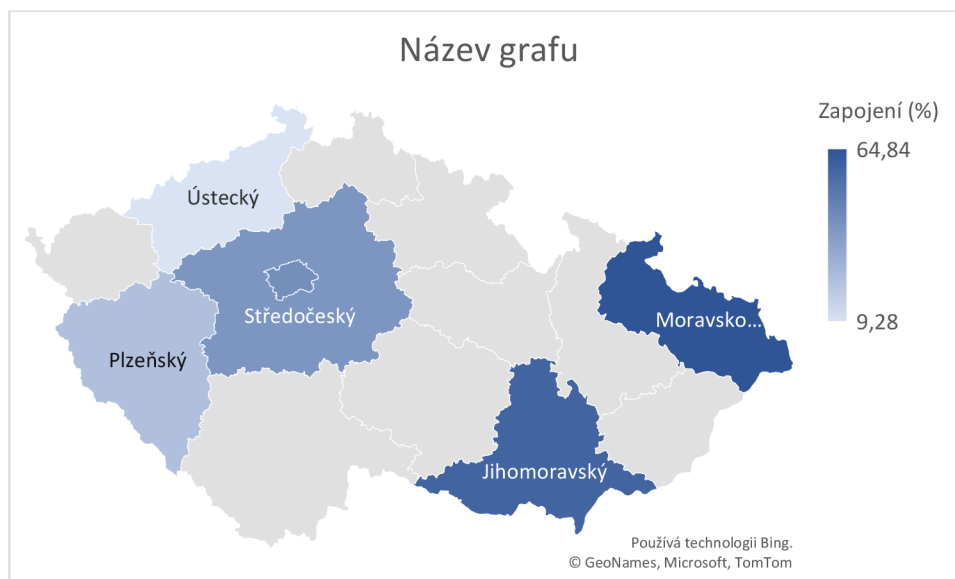 Název grafu
Zapojení (%)
64,84
9,28
Ústecký
Středočeský
Plzeňský
Moravsko...
Jihomoravský
Používá technologii Bing.
© GeoNames, Microsoft, TomTom